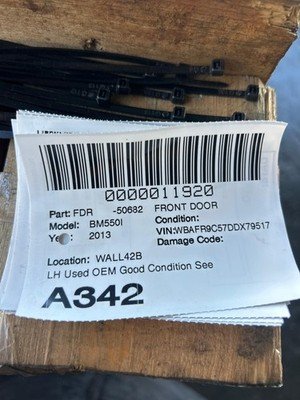 0000011920
Part: FDR -50682 FRONT DOOR
Model: BM550I Condition:
Year: 2013 VIN:WBAFR9C57DDX79517
Damage Code:
Location: WALL42B
LH Used OEM Good Condition See
A342